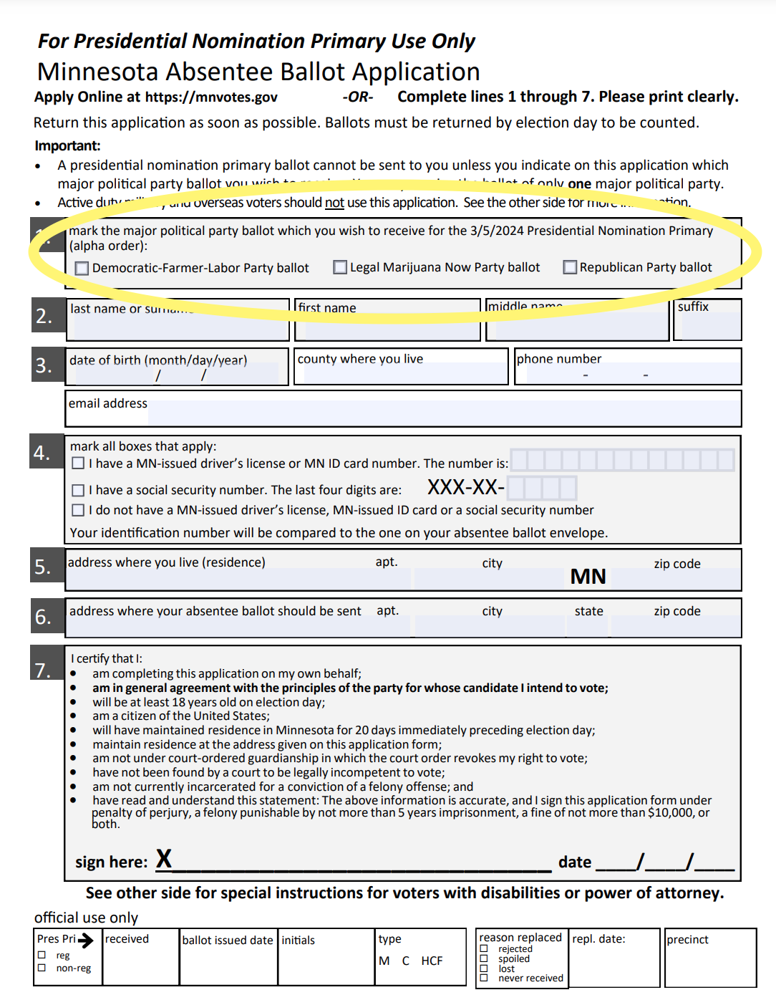 For Presidential Nomination Primary Use Only
Minnesota Absentee Ballot Application
Apply Online at https://mnvotes.gov -OR- Complete lines 1 through 7. Please print clearly.
Return this application as soon as possible. Ballots must be returned by election day to be counted.
Important:
• A presidential nomination primary ballot cannot be sent to you unless you indicate on this application which
major political party ballot you wish to the ballot of only one major political party.
• Active duty and overseas voters should not use this application. See the other side for more
1. mark the major political party ballot which you wish to receive for the 3/5/2024 Presidential Nomination Primary
(alpha order):
Democratic-Farmer-Labor Party ballot Legal Marijuana Now Party ballot Republican Party ballot
2. last name or surname first name middle name suffix
3. date of birth (month/day/year) county where you live phone number
/ / - -
email address
4. mark all boxes that apply:
I have a MN-issued driver's license or MN ID card number. The number is:
I have a social security number. The last four digits are: XXX-XX-
I do not have a MN-issued driver's license, MN-issued ID card or a social security number
Your identification number will be compared to the one on your absentee ballot envelope.
5. address where you live (residence) apt. city MN zip code
6. address where your absentee ballot should be sent apt. city state zip code
7. I certify that I:
• am completing this application on my own behalf;
• am in general agreement with the principles of the party for whose candidate I intend to vote;
• will be at least 18 years old on election day;
• am a citizen of the United States;
• will have maintained residence in Minnesota for 20 days immediately preceding election day;
• maintain residence at the address given on this application form;
• am not under court-ordered guardianship in which the court order revokes my right to vote;
• have not been found by a court to be legally incompetent to vote;
• am not currently incarcerated for a conviction of a felony offense; and
• have read and understand this statement: The above information is accurate, and I sign this application form under
penalty of perjury, a felony punishable by not more than 5 years imprisonment, a fine of not more than $10,000, or
both.
sign here: X date / /
See other side for special instructions for voters with disabilities or power of attorney.
official use only
Pres Pri received ballot issued date initials type reason replaced repl. date: precinct
reg
non-reg
M C HCF
rejected
spoiled
lost
never received